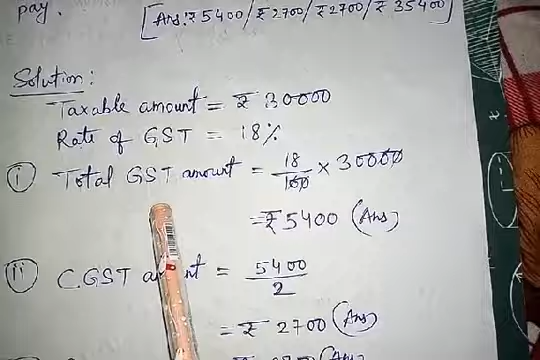 pay. [Ans: ₹ 5400/ ₹ 2700/ ₹ 2700/ ₹ 35400]
Solution:
Taxable amount = ₹ 30000
Rate of GST = 18%
(i) Total GST amount = 18/100 × 30000
= ₹ 5400 (Ans)
(ii) C.GST = 5400/2
= ₹ 2700 (Ans)